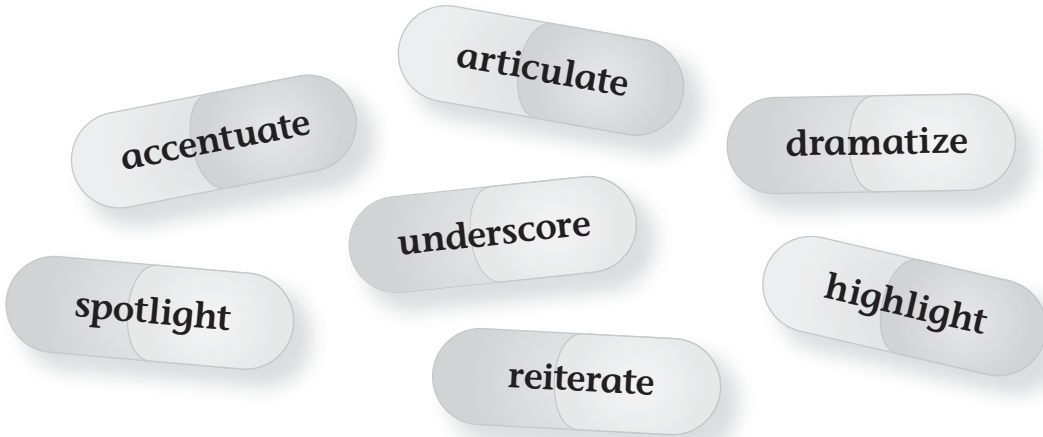 articulate
accentuate
dramatize
underscore
spotlight
highlight
reiterate